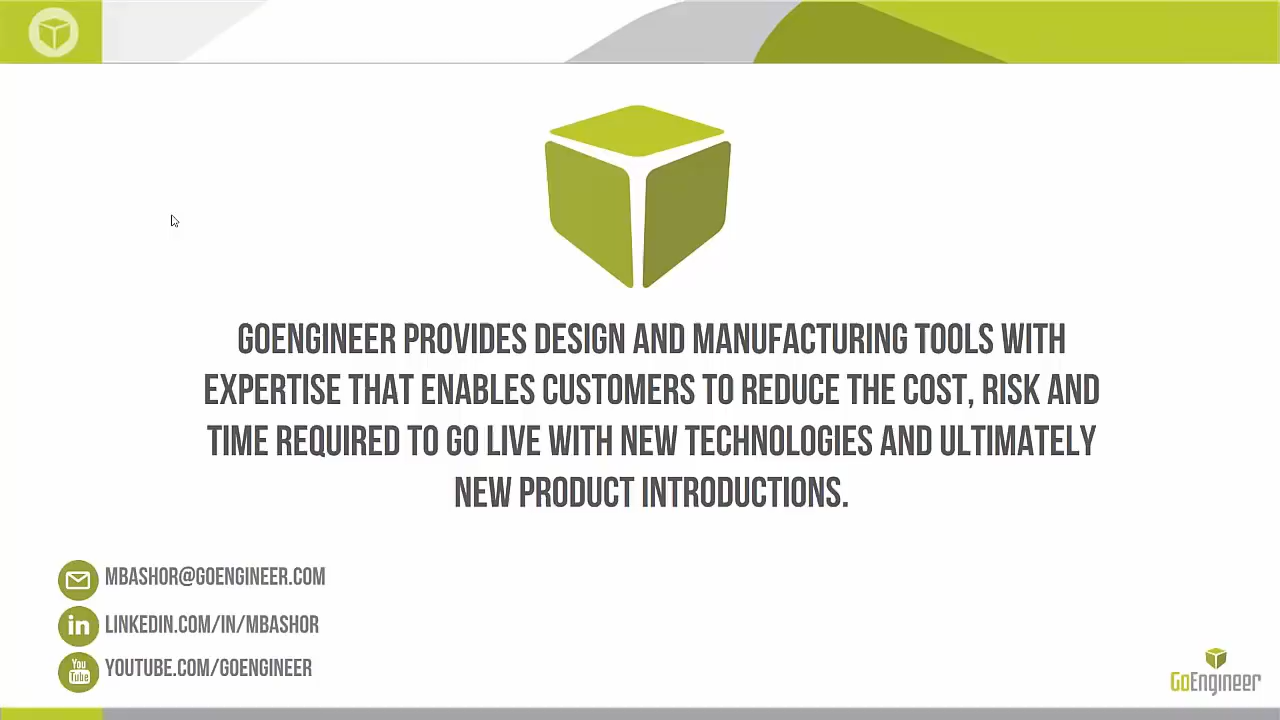 GOENGINEER PROVIDES DESIGN AND MANUFACTURING TOOLS WITH
EXPERTISE THAT ENABLES CUSTOMERS TO REDUCE THE COST, RISK AND
TIME REQUIRED TO GO LIVE WITH NEW TECHNOLOGIES AND ULTIMATELY
NEW PRODUCT INTRODUCTIONS.
MBASHOR@GOENGINEER.COM
in LINKEDIN.COM/IN/MBASHOR
You
Tube YOUTUBE.COM/GOENGINEER
GoEngineer